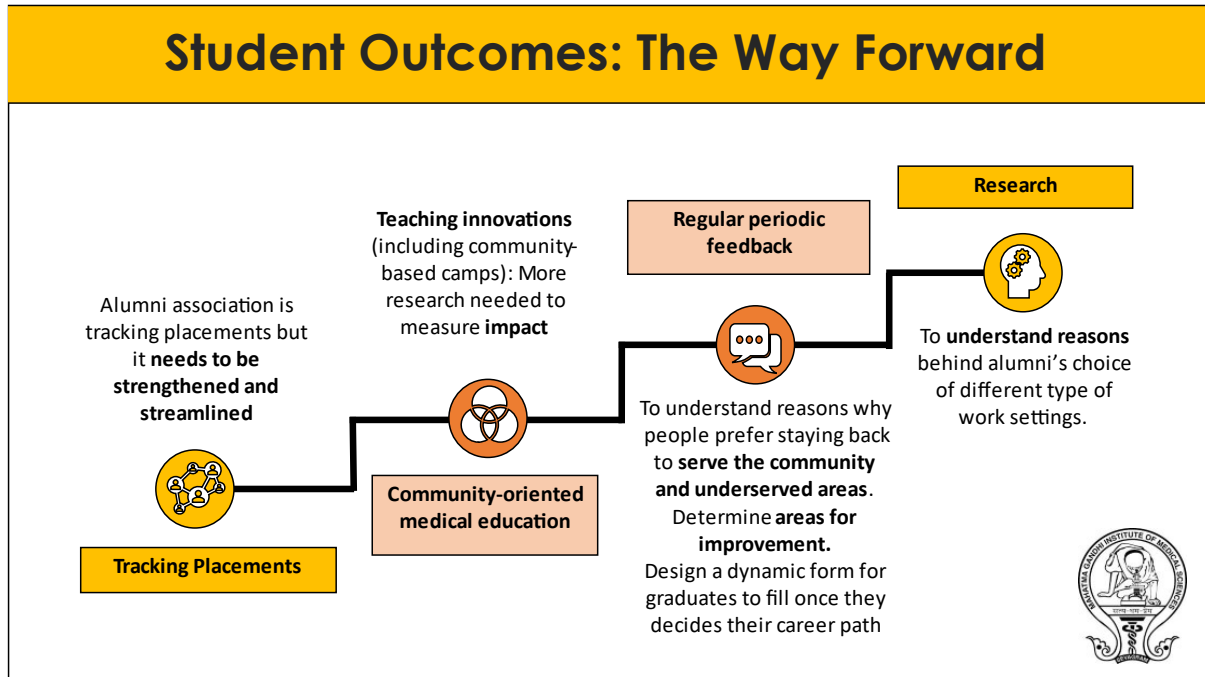 Student Outcomes: The Way Forward
Alumni association is
tracking placements but
it needs to be
strengthened and
streamlined
Tracking Placements
Teaching innovations
(including community-
based camps): More
research needed to
measure impact
Community-oriented
medical education
Regular periodic
feedback
To understand reasons why
people prefer staying back
to serve the community
and underserved areas.
Determine areas for
improvement.
Design a dynamic form for
graduates to fill once they
decides their career path
Research
To understand reasons
behind alumni’s choice
of different type of
work settings.
MAHATMA GANDHI INSTITUTE OF MEDICAL SCIENCES
SEVAGRAM